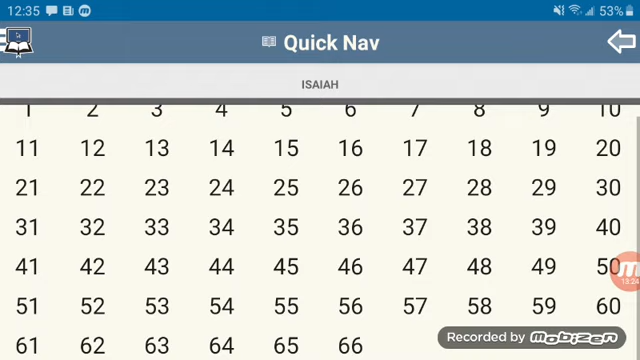 12:35 53%
Quick Nav
ISAIAH
1 2 3 4 5 6 7 8 9 10
11 12 13 14 15 16 17 18 19 20
21 22 23 24 25 26 27 28 29 30
31 32 33 34 35 36 37 38 39 40
41 42 43 44 45 46 47 48 49 50
13:24
51 52 53 54 55 56 57 58 59 60
Recorded by mobizen
61 62 63 64 65 66